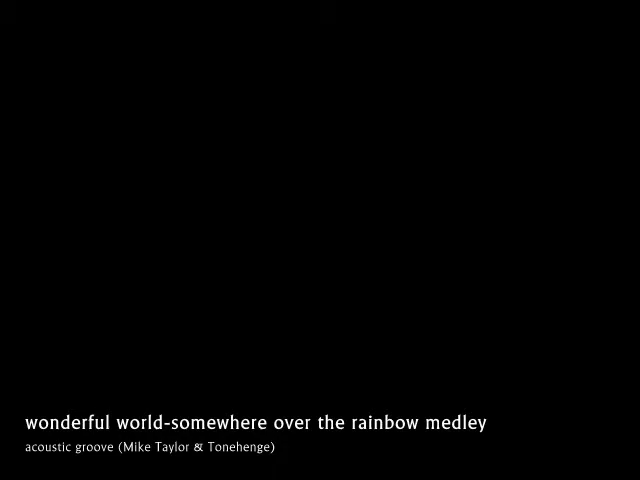 wonderful world-somewhere over the rainbow medley
acoustic groove (Mike Taylor & Tonehenge)